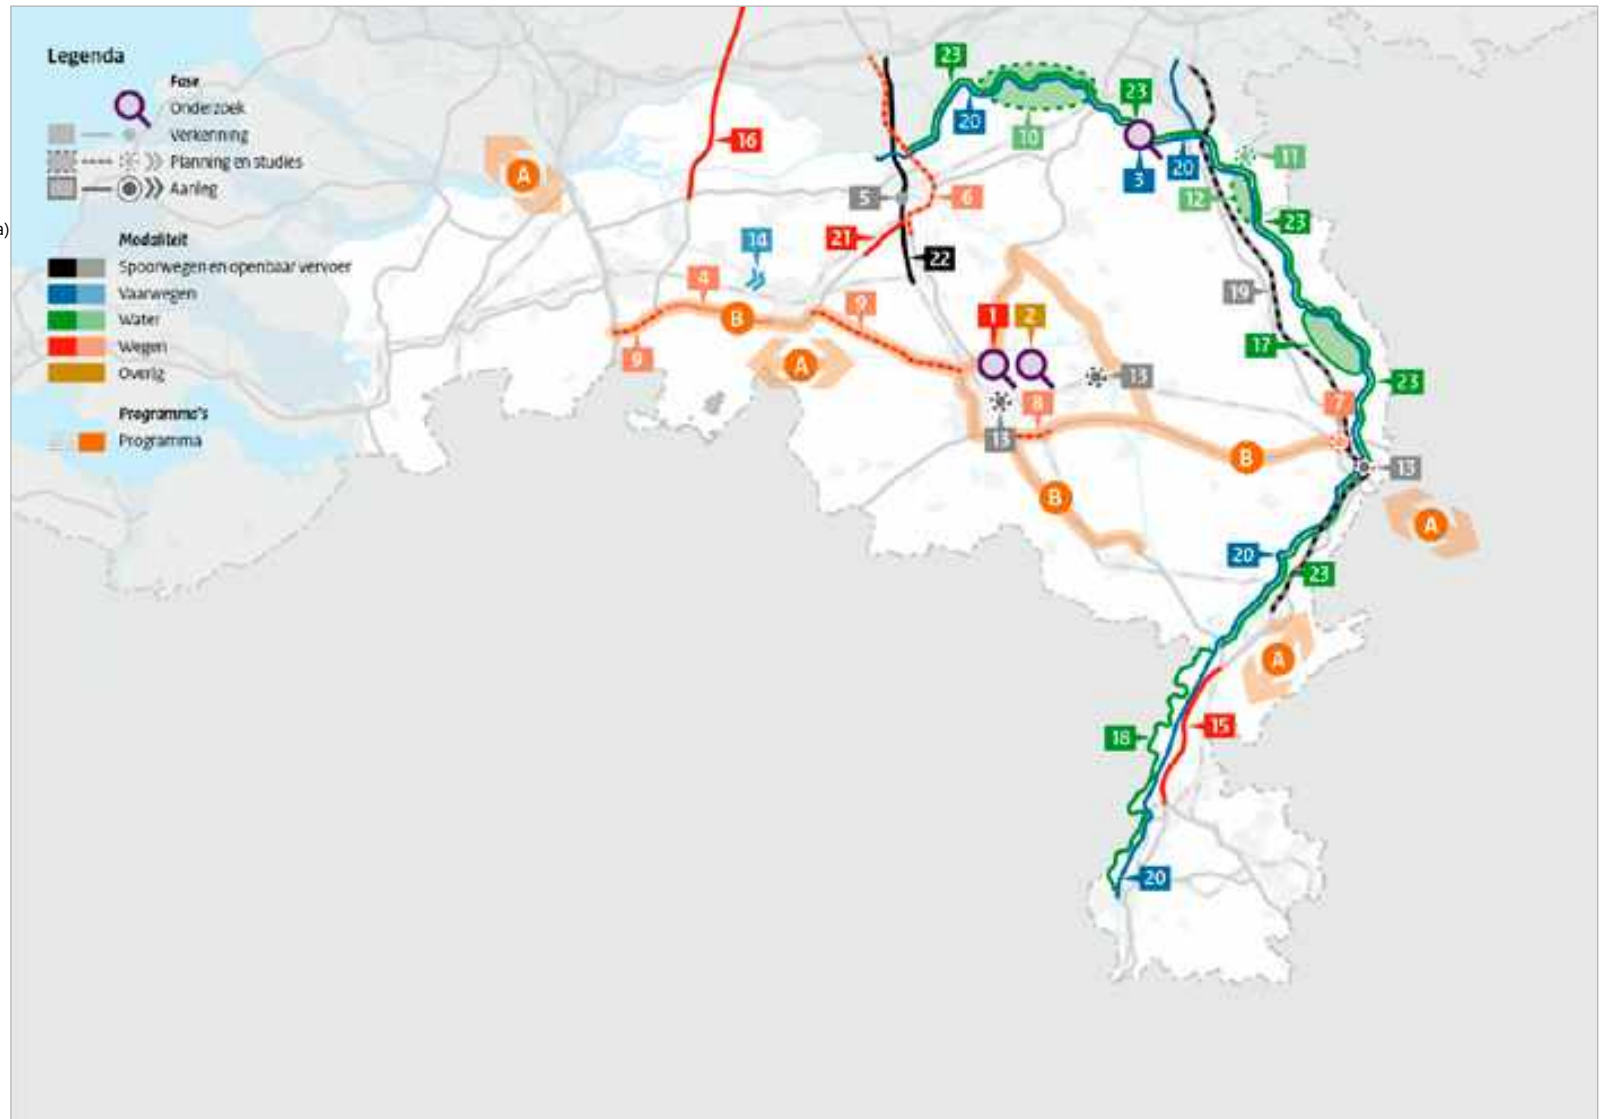 Legenda
Fase
Onderzoek
Verkenning
Planning en studies
Aanleg
a)
Modaliteit
Spoorwegen en openbaar vervoer
Vaarwegen
Water
Wegen
Overig
Programma's
Programma
23
16
20
10
23
3
20
11
12
23
A
5
6
21
22
14
4
B
9
9
A
1
2
19
17
13
8
13
7
23
B
13
B
A
20
23
A
18
15
20